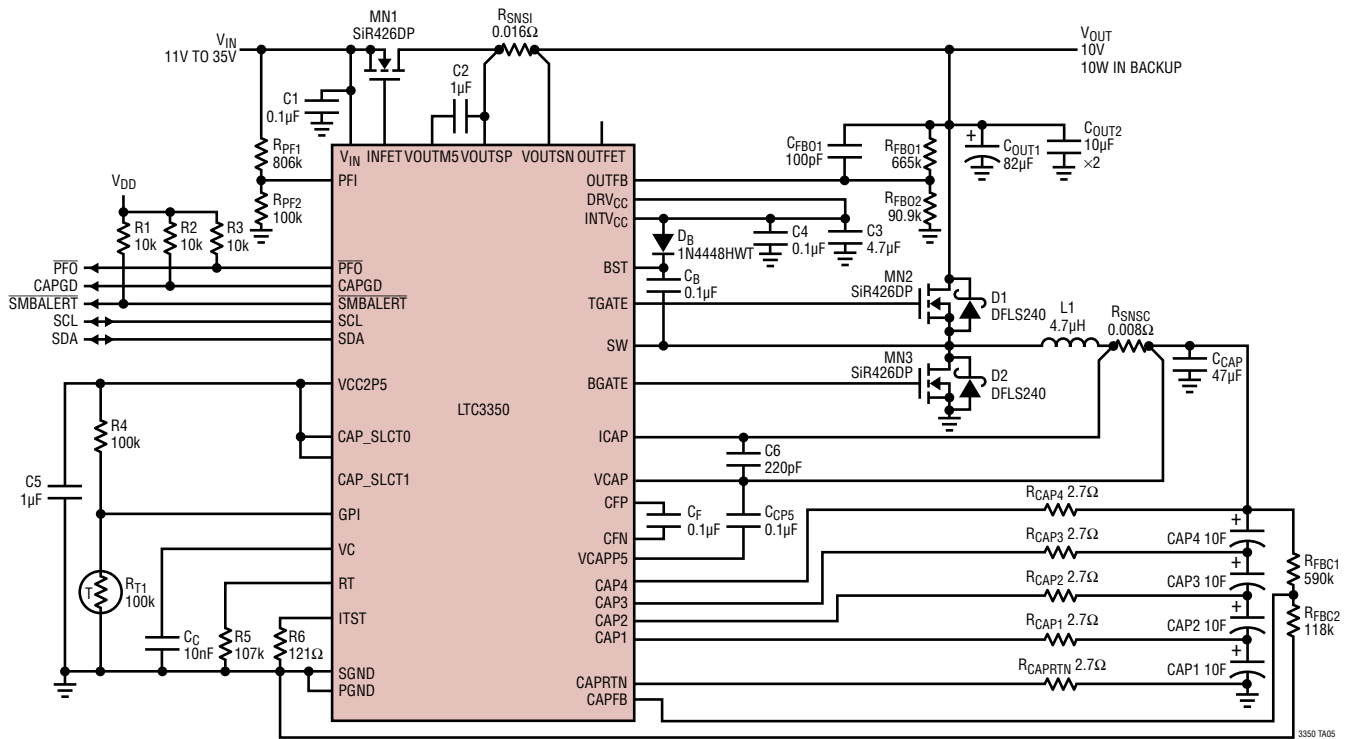 VIN
11V TO 35V
MN1
SiR426DP
RSNSI
0.016Ω
VOUT
10V
10W IN BACKUP
C1
0.1µF
C2
1µF
RPF1
806k
RPF2
100k
VDD
R1
10k
R2
10k
R3
10k
VIN INFET VOUTM5 VOUTSP VOUTSN OUTFET
CFBO1
100pF
RFBO1
665k
RFBO2
90.9k
+
COUT1
82µF
COUT2
10µF
×2
PFI
OUTFB
DRVCC
INTVCC
DB
1N4448HWT
C4
0.1µF
C3
4.7µF
PFO
CAPGD
SMBALERT
SCL
SDA
PFO
CAPGD
SMBALERT
SCL
SDA
BST
TGATE
SW
BGATE
CB
0.1µF
MN2
SiR426DP
D1
DFLS240
MN3
SiR426DP
D2
DFLS240
L1
4.7µH
RSNSC
0.008Ω
CCAP
47µF
VCC2P5
LTC3350
CAP_SLCT0
CAP_SLCT1
GPI
VC
RT
ITST
SGND
PGND
R4
100k
C5
1µF
T
RT1
100k
CC
10nF
R5
107k
R6
121Ω
ICAP
VCAP
CFP
CFN
VCAPP5
CAP4
CAP3
CAP2
CAP1
CAPRTN
CAPFB
C6
220pF
CF
0.1µF
CCP5
0.1µF
RCAP4 2.7Ω
RCAP3 2.7Ω
RCAP2 2.7Ω
RCAP1 2.7Ω
RCAPRTN 2.7Ω
+
CAP4 10F
+
CAP3 10F
+
CAP2 10F
+
CAP1 10F
RFBC1
590k
RFBC2
118k
3350 TA05